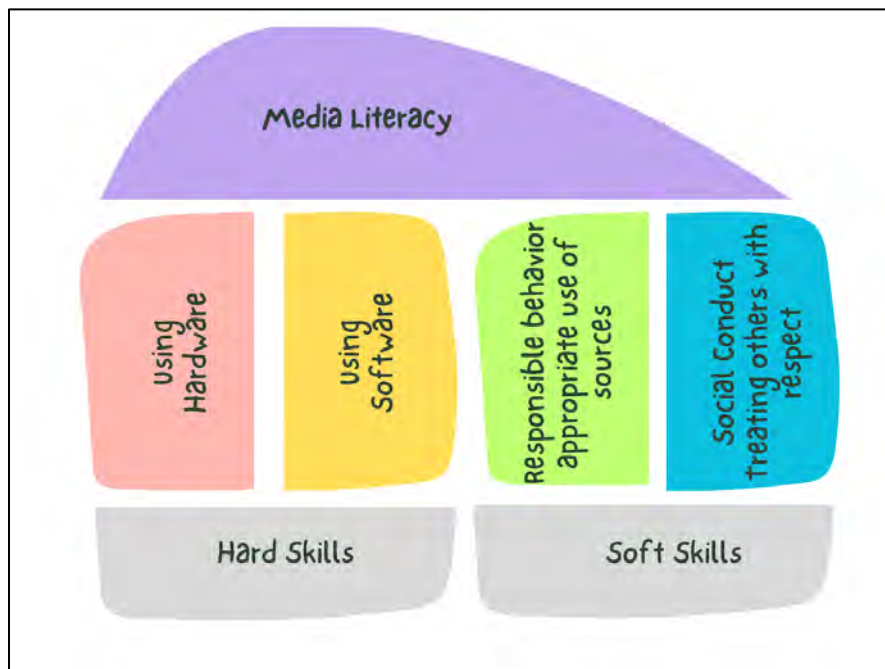 Media Literacy
Using
Hardware
Using
Software
Responsible behavior
appropriate use of
sources
Social Conduct
treating others with
respect
Hard Skills
Soft Skills